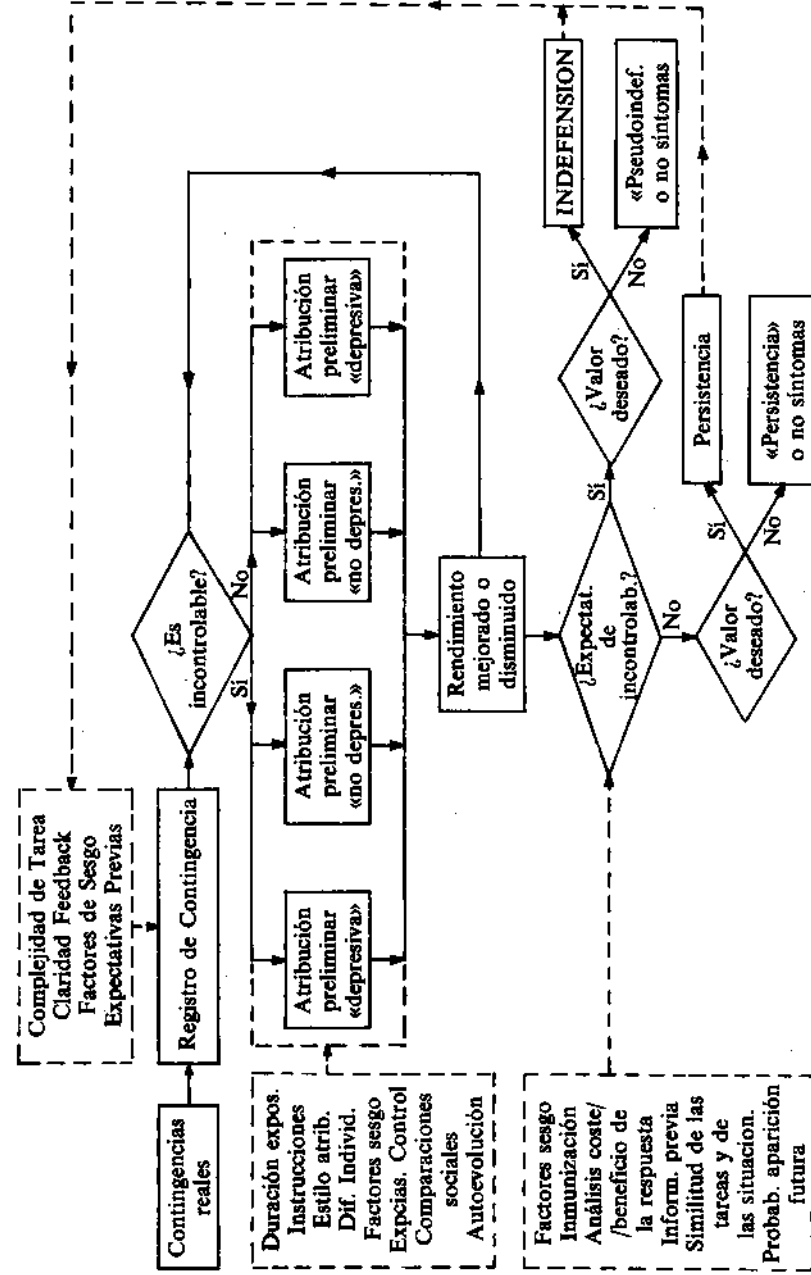 Contingencias
reales
Complejidad de Tarea
Claridad Feedback
Factores de Sesgo
Expectativas Previas
Registro de Contingencia
¿Es
incontrolable?
Sí
No
Duración expos.
Instrucciones
Estilo atrib.
Dif. Individ.
Factores sesgo
Expcias. Control
Comparaciones
sociales
Autoevolución
Atribución
preliminar
«depresiva»
Atribución
preliminar
«no depres.»
Atribución
preliminar
«no depres.»
Atribución
preliminar
«depresiva»
Rendimiento
mejorado o
disminuido
Factores sesgo
Inmunización
Análisis coste/
/beneficio de
la respuesta
Inform. previa
Similitud de las
tareas y de
las situacion.
Probab. aparición
futura
¿Expectat.
de
incontrolab.?
Sí
No
¿Valor
deseado?
Sí
No
INDEFENSION
«Pseudoindef.
o no síntomas
¿Valor
deseado?
Sí
No
Persistencia
«Persistencia»
o no síntomas